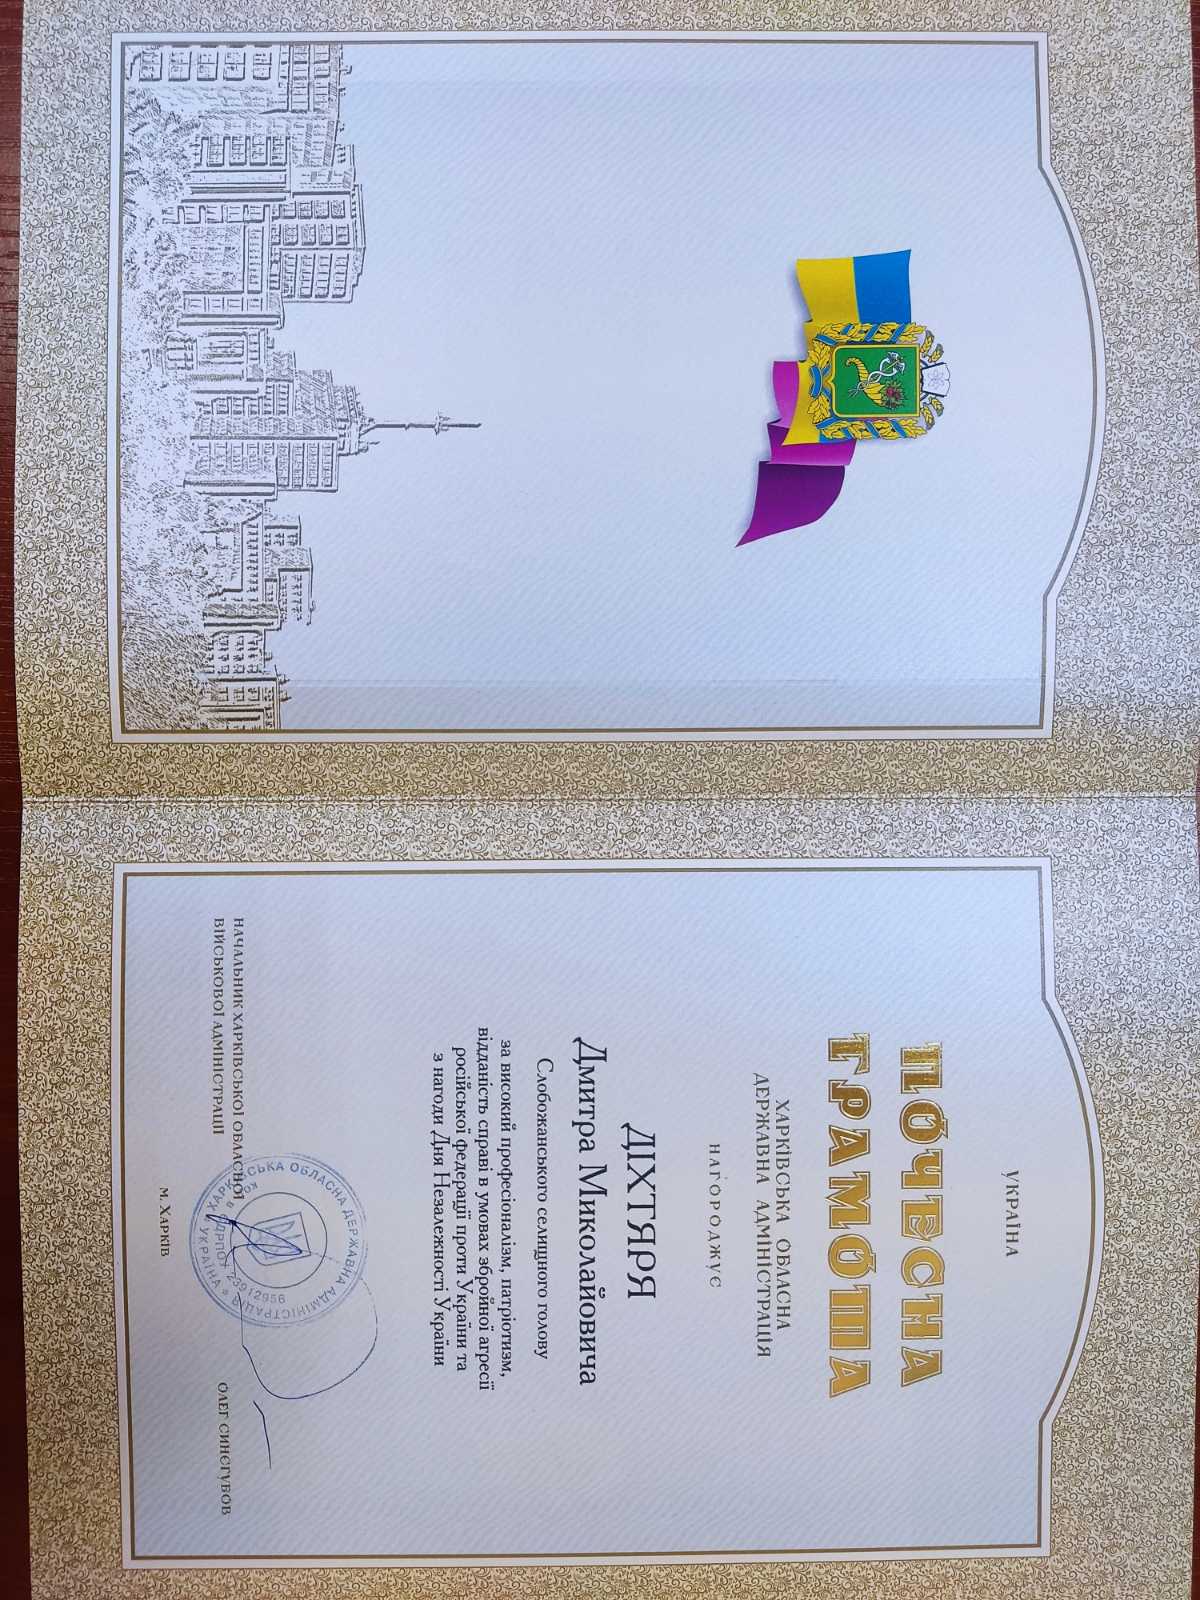 УКРАЇНА
ПОЧЕСНА
ГРАМОТА
ХАРКІВСЬКА ОБЛАСНА
ДЕРЖАВНА АДМІНІСТРАЦІЯ
НАГОРОДЖУЄ
ДІХТЯРЯ
Дмитра Миколайовича
Слобожанського селищного голову
за високий професіоналізм, патріотизм,
відданість справі в умовах збройної агресії
російської федерації проти України та
з нагоди Дня Незалежності України
НАЧАЛЬНИК ХАРКІВСЬКОЇ ОБЛАСНОЇ
ВІЙСЬКОВОЇ АДМІНІСТРАЦІЇ
ОЛЕГ СИНЄГУБОВ
ХАРКІВСЬКА ОБЛАСНА ДЕРЖАВНА АДМІНІСТРАЦІЯ
УКРАЇНА
23912956
м. Харків